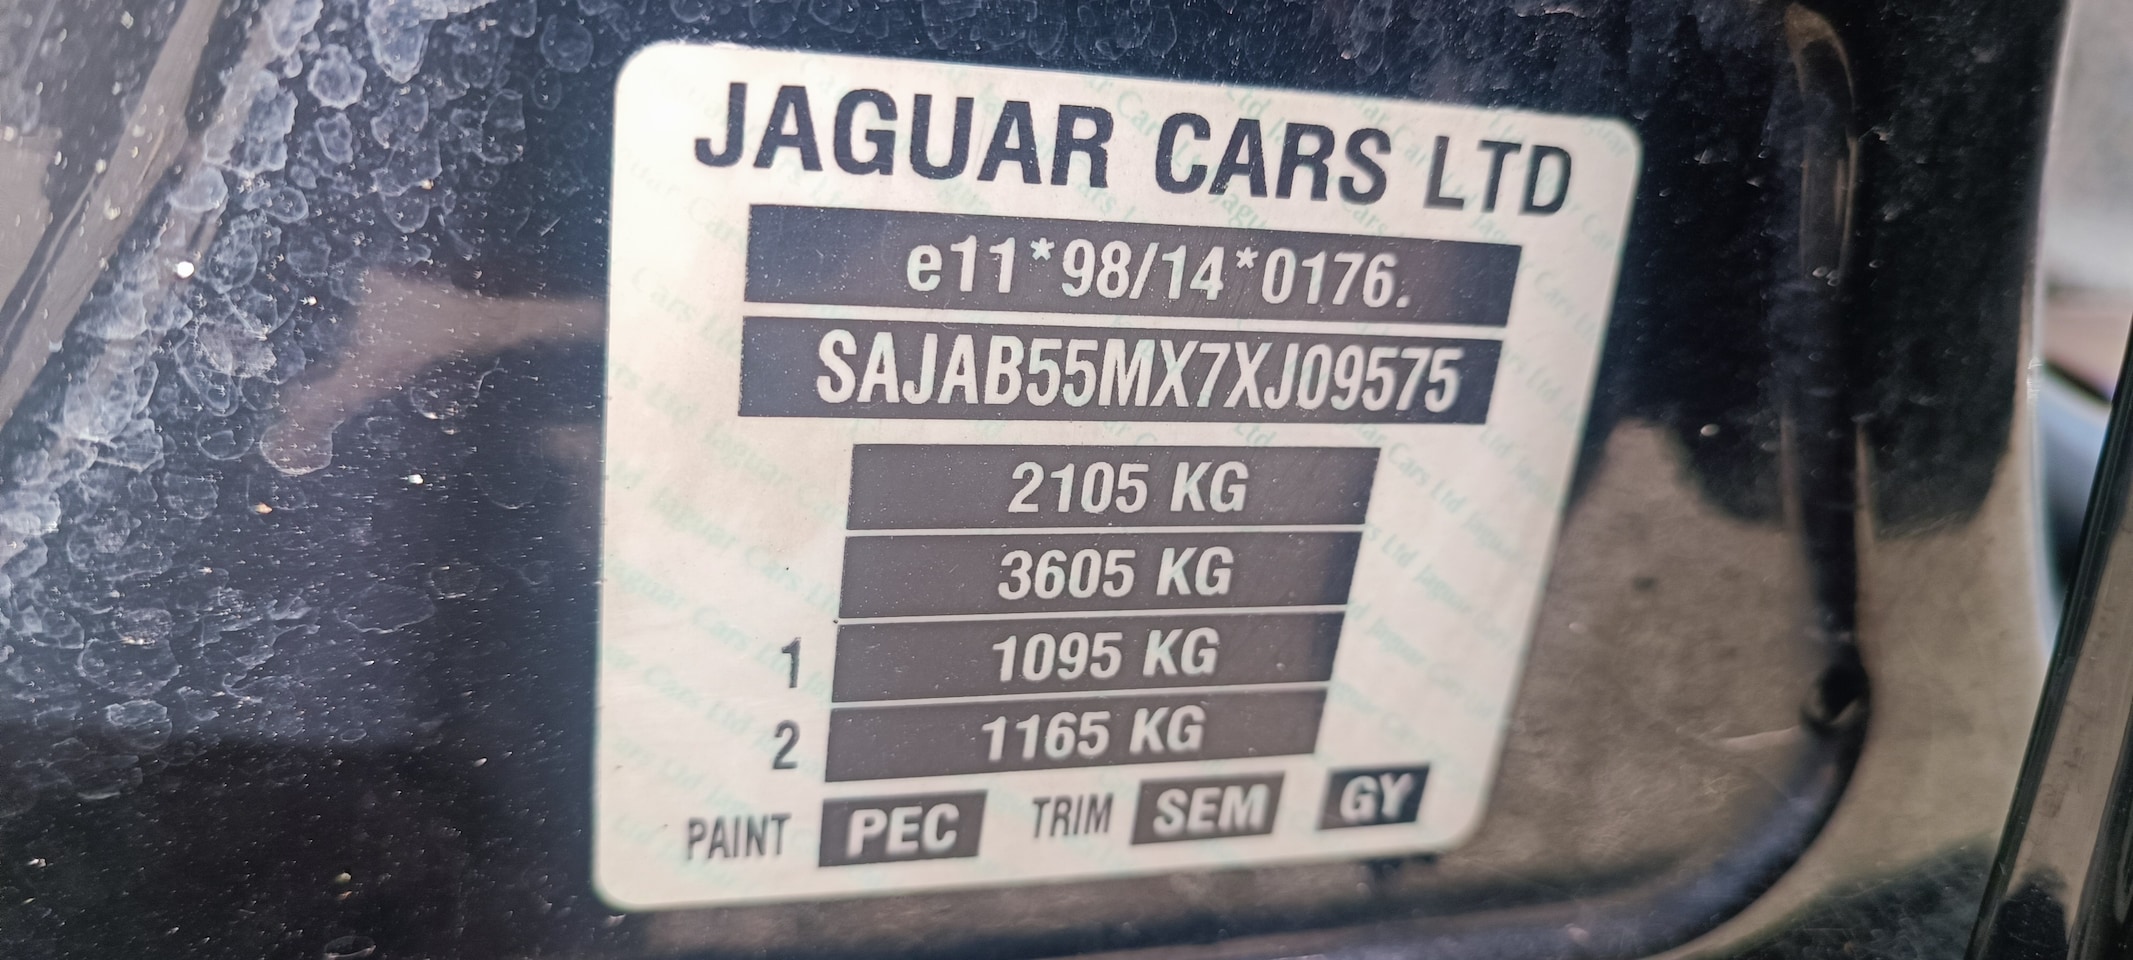 JAGUAR CARS LTD
e11*98/14*0176.
SAJAB55MX7XJ09575
2105 KG
3605 KG
1 1095 KG
2 1165 KG
PAINT PEC TRIM SEM GY